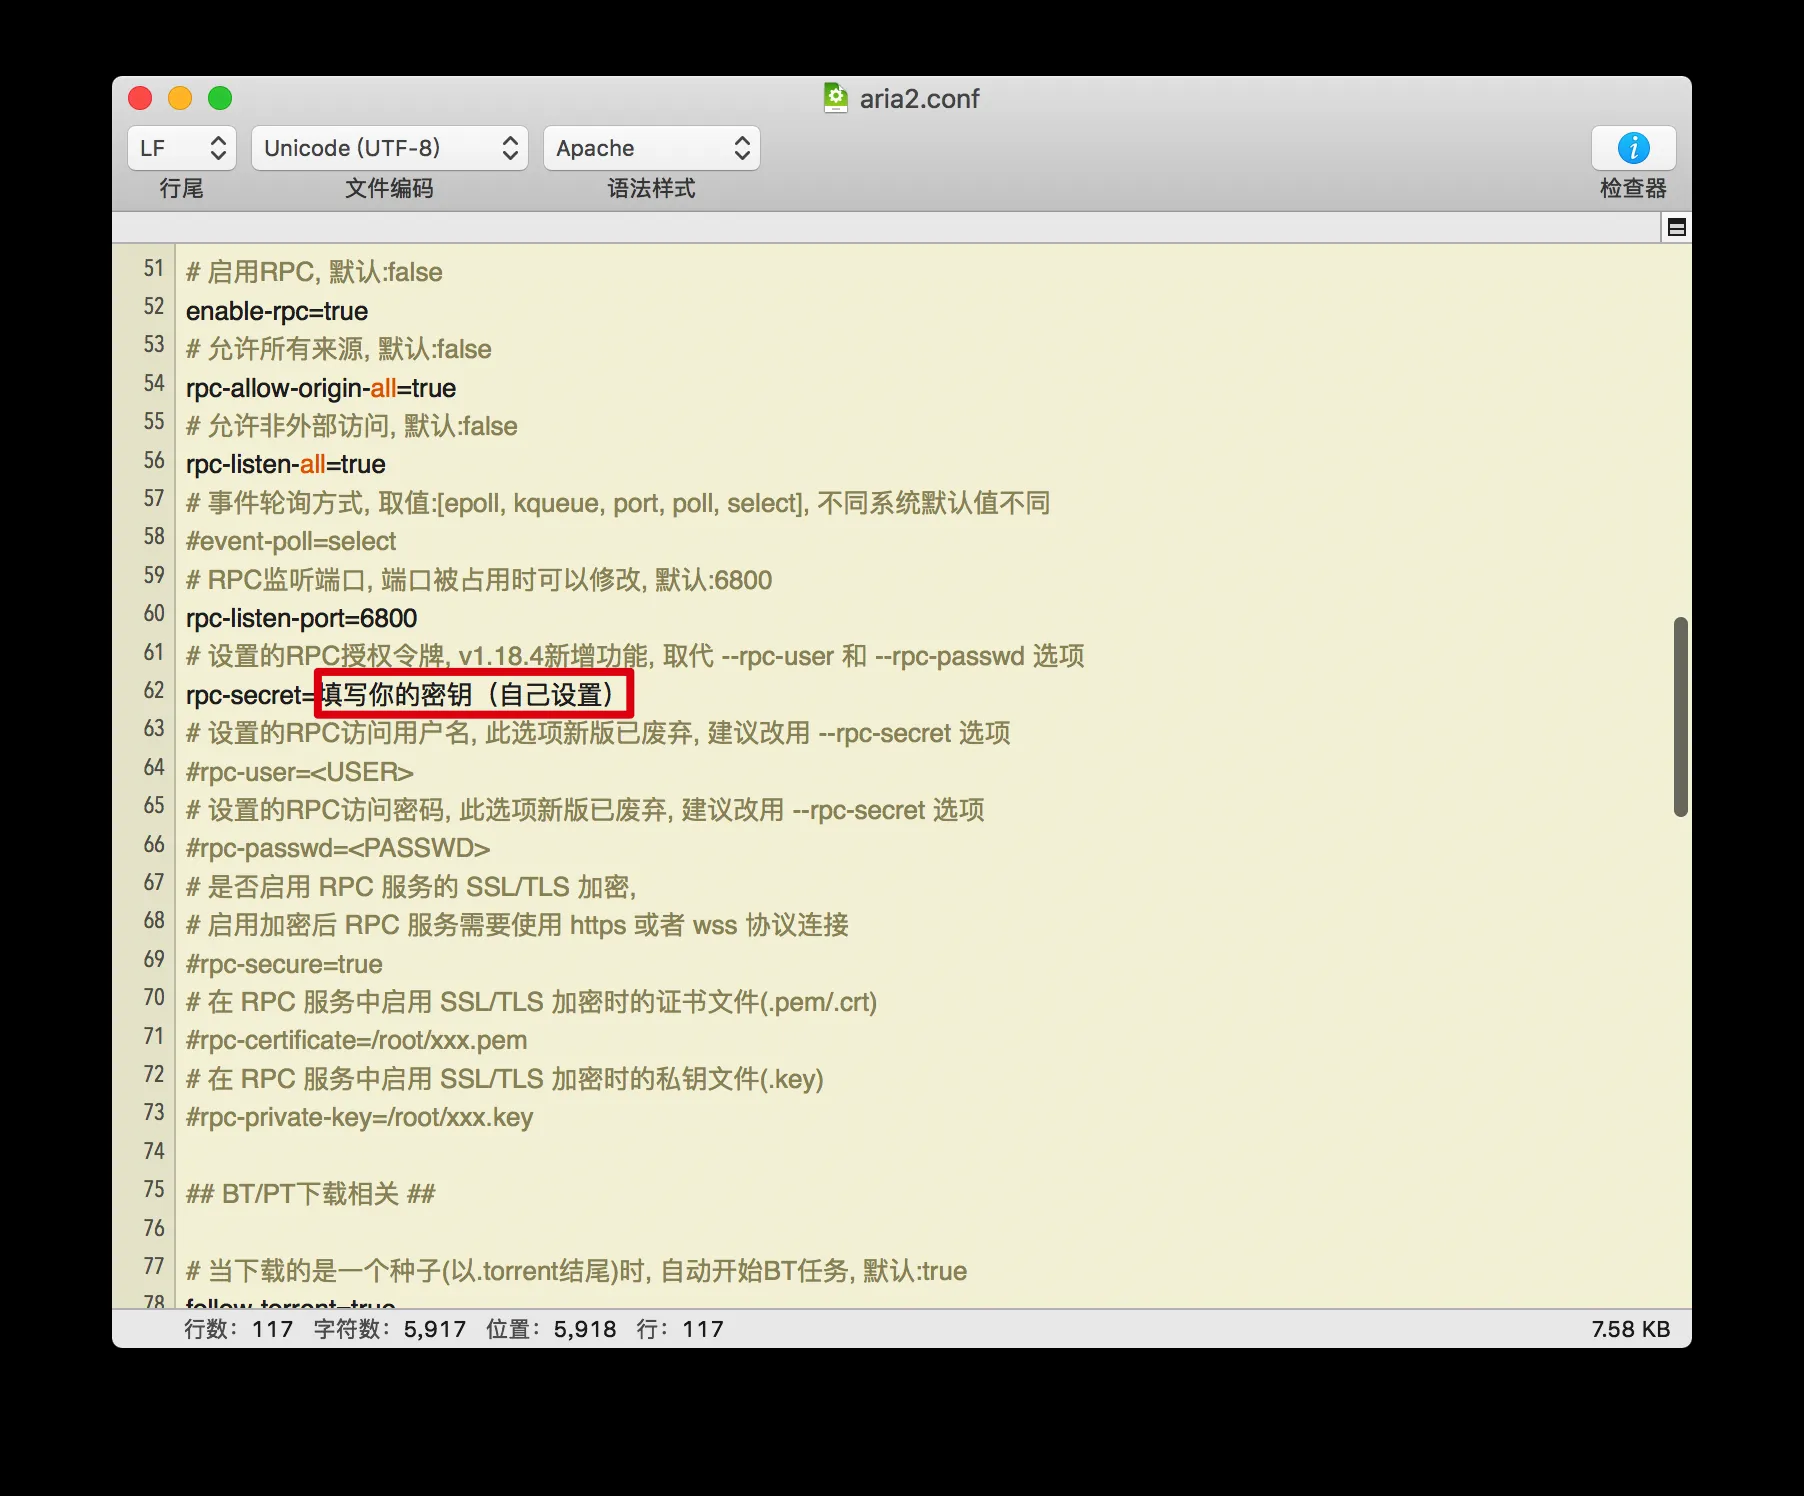 aria2.conf
LF Unicode (UTF-8) Apache
行尾 文件编码 语法样式 检查器
51 # 启用RPC, 默认:false
52 enable-rpc=true
53 # 允许所有来源, 默认:false
54 rpc-allow-origin-all=true
55 # 允许非外部访问, 默认:false
56 rpc-listen-all=true
57 # 事件轮询方式, 取值:[epoll, kqueue, port, poll, select], 不同系统默认值不同
58 #event-poll=select
59 # RPC监听端口, 端口被占用时可以修改, 默认:6800
60 rpc-listen-port=6800
61 # 设置的RPC授权令牌, v1.18.4新增功能, 取代 --rpc-user 和 --rpc-passwd 选项
62 rpc-secret=填写你的密钥（自己设置）
63 # 设置的RPC访问用户名, 此选项新版已废弃, 建议改用 --rpc-secret 选项
64 #rpc-user=<USER>
65 # 设置的RPC访问密码, 此选项新版已废弃, 建议改用 --rpc-secret 选项
66 #rpc-passwd=<PASSWD>
67 # 是否启用 RPC 服务的 SSL/TLS 加密,
68 # 启用加密后 RPC 服务需要使用 https 或者 wss 协议连接
69 #rpc-secure=true
70 # 在 RPC 服务中启用 SSL/TLS 加密时的证书文件(.pem/.crt)
71 #rpc-certificate=/root/xxx.pem
72 # 在 RPC 服务中启用 SSL/TLS 加密时的私钥文件(.key)
73 #rpc-private-key=/root/xxx.key
74
75 ## BT/PT下载相关 ##
76
77 # 当下载的是一个种子(以.torrent结尾)时, 自动开始BT任务, 默认:true
78 follow-torrent=true
行数: 117 字符数: 5,917 位置: 5,918 行: 117 7.58 KB